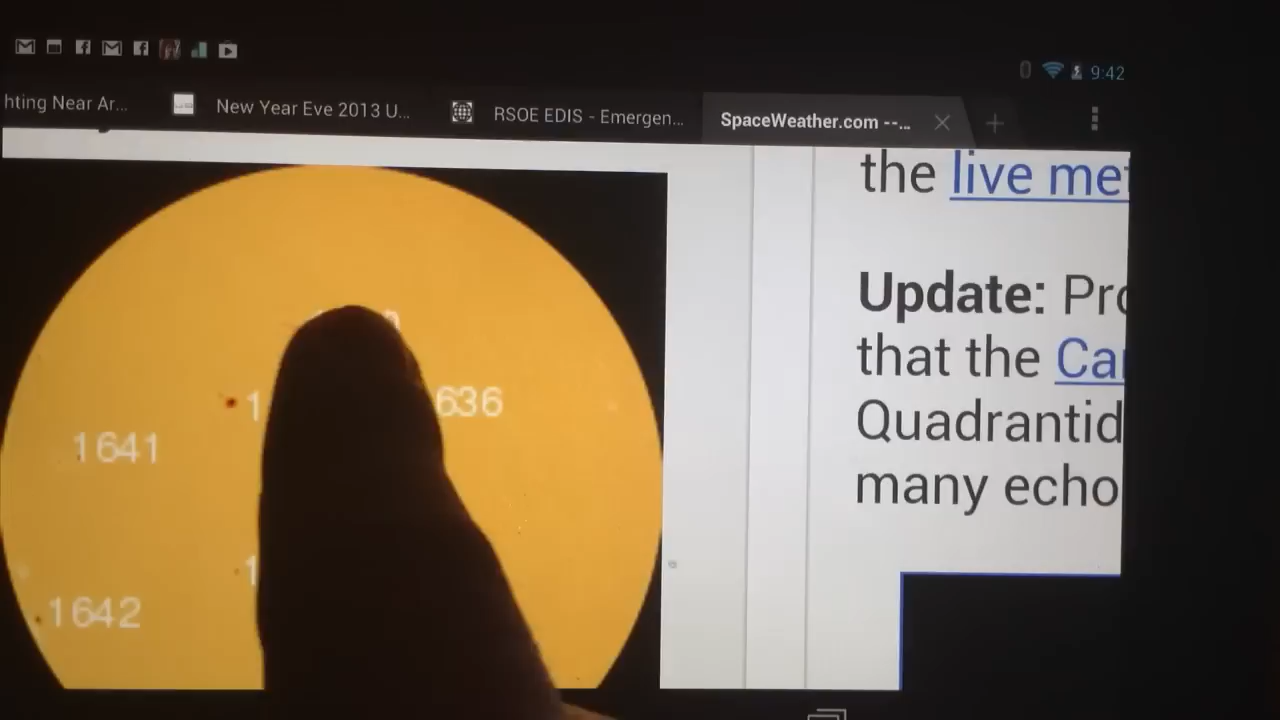 9:42
hting Near Ar...
New Year Eve 2013 U...
RSOE EDIS - Emergen...
SpaceWeather.com --...
the live me
Update: Pr
that the Ca
Quadrantid
many echo
636
1641
1642